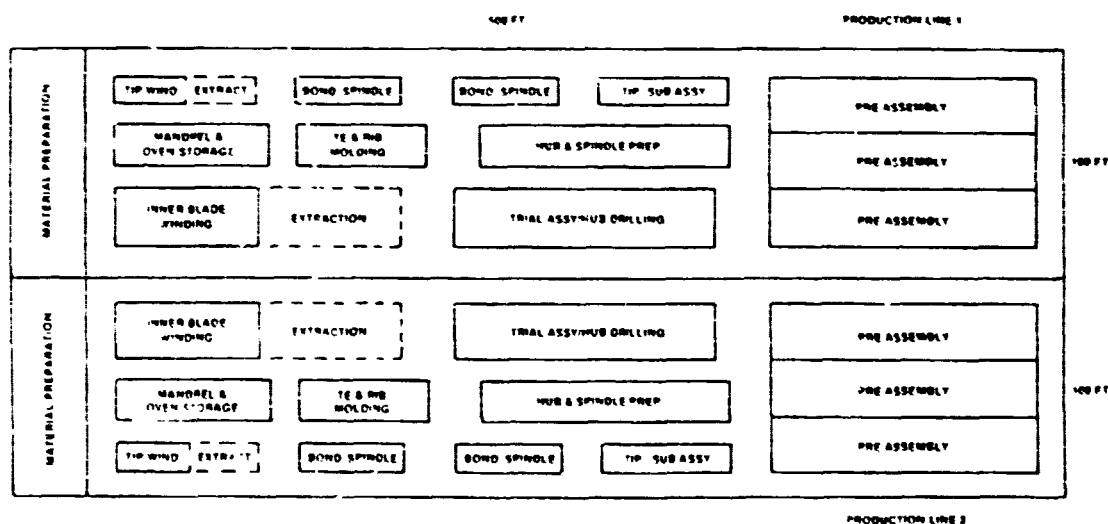 500 FT
PRODUCTION LINE 1
MATERIAL PREPARATION
TIP WIND
EXTRACT
BOND. SPINDLE
BOND. SPINDLE
TIP. SUB ASSY
PRE ASSEMBLY
MANDREL &
OVEN STORAGE
TE & RIB
MOLDING
HUB & SPINDLE PREP
PRE ASSEMBLY
100 FT
INNER BLADE
WINDING
EXTRACTION
TRIAL ASSY/HUB DRILLING
PRE ASSEMBLY
MATERIAL PREPARATION
INNER BLADE
WINDING
EXTRACTION
TRIAL ASSY/HUB DRILLING
PRE ASSEMBLY
MANDREL &
OVEN STORAGE
TE & RIB
MOLDING
HUB & SPINDLE PREP
PRE ASSEMBLY
100 FT
TIP WIND
EXTRACT
BOND. SPINDLE
BOND. SPINDLE
TIP. SUB ASSY
PRE ASSEMBLY
PRODUCTION LINE 2